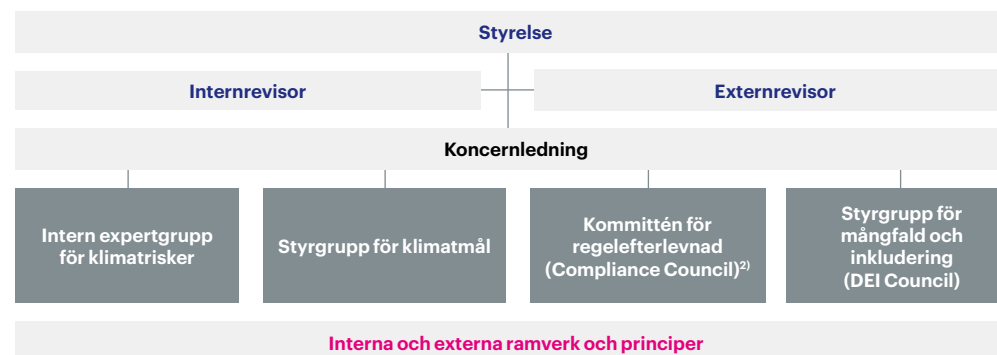 Styrelse
Internrevisor
Externrevisor
Koncernledning
Intern expertgrupp
för klimatrisker
Styrgrupp för klimatmål
Kommittén för
regelefterlevnad
(Compliance Council)²⁾
Styrgrupp för
mångfald och
inkludering
(DEI Council)
Interna och externa ramverk och principer